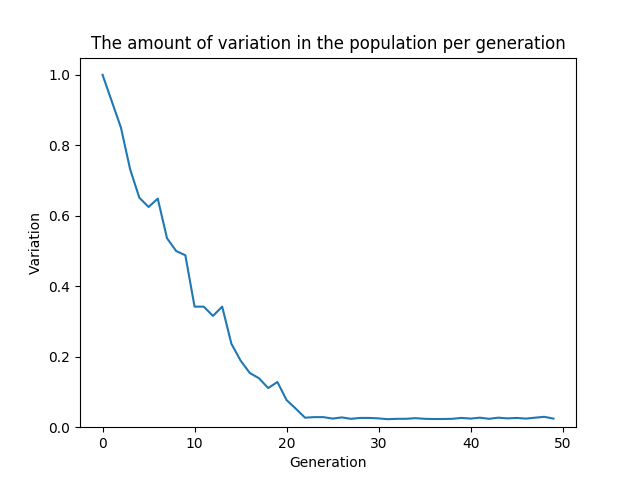 The amount of variation in the population per generation
1.0
0.8
0.6
0.4
0.2
0.0
Variation
0 10 20 30 40 50
Generation